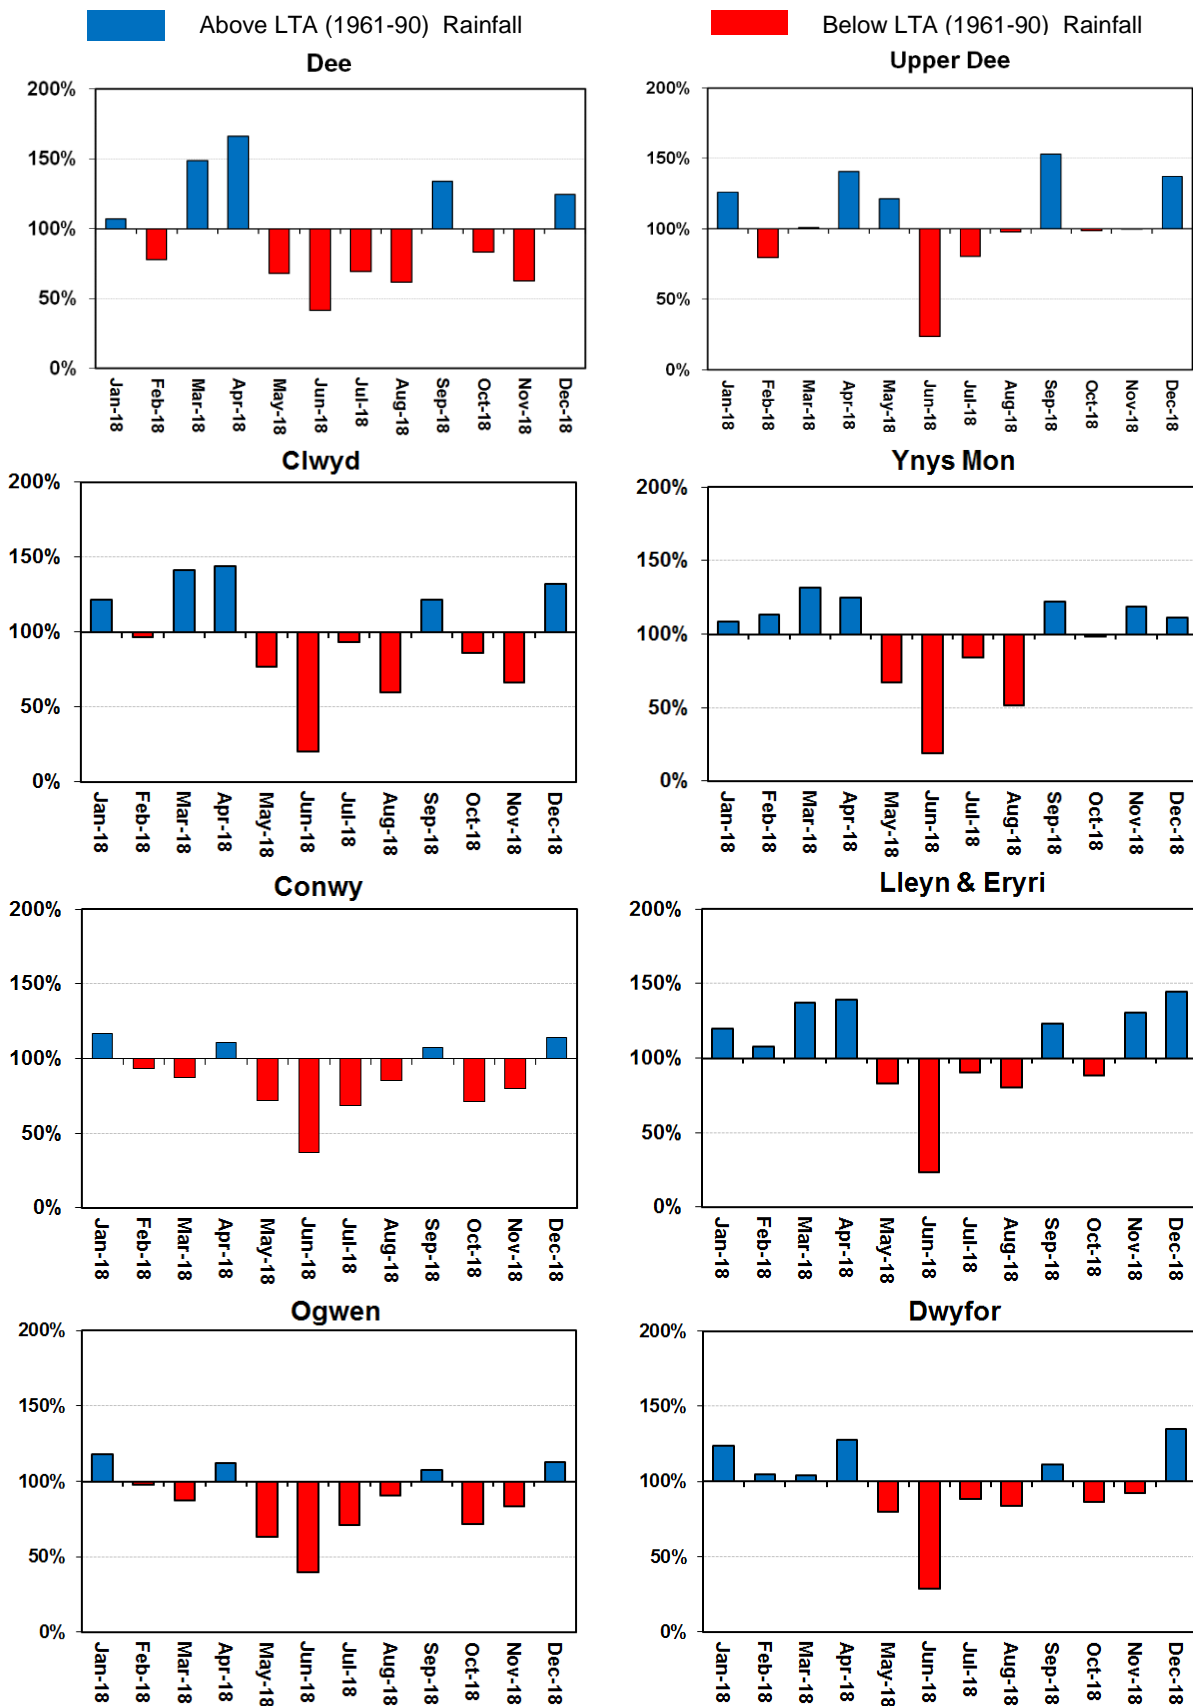 Above LTA (1961-90) Rainfall
Below LTA (1961-90) Rainfall
Dee
200%
150%
100%
50%
0%
Jan-18
Feb-18
Mar-18
Apr-18
May-18
Jun-18
Jul-18
Aug-18
Sep-18
Oct-18
Nov-18
Dec-18
Upper Dee
200%
150%
100%
50%
0%
Jan-18
Feb-18
Mar-18
Apr-18
May-18
Jun-18
Jul-18
Aug-18
Sep-18
Oct-18
Nov-18
Dec-18
Clwyd
200%
150%
100%
50%
0%
Jan-18
Feb-18
Mar-18
Apr-18
May-18
Jun-18
Jul-18
Aug-18
Sep-18
Oct-18
Nov-18
Dec-18
Ynys Mon
200%
150%
100%
50%
0%
Jan-18
Feb-18
Mar-18
Apr-18
May-18
Jun-18
Jul-18
Aug-18
Sep-18
Oct-18
Nov-18
Dec-18
Conwy
200%
150%
100%
50%
0%
Jan-18
Feb-18
Mar-18
Apr-18
May-18
Jun-18
Jul-18
Aug-18
Sep-18
Oct-18
Nov-18
Dec-18
Lleyn & Eryri
200%
150%
100%
50%
0%
Jan-18
Feb-18
Mar-18
Apr-18
May-18
Jun-18
Jul-18
Aug-18
Sep-18
Oct-18
Nov-18
Dec-18
Ogwen
200%
150%
100%
50%
0%
Jan-18
Feb-18
Mar-18
Apr-18
May-18
Jun-18
Jul-18
Aug-18
Sep-18
Oct-18
Nov-18
Dec-18
Dwyfor
200%
150%
100%
50%
0%
Jan-18
Feb-18
Mar-18
Apr-18
May-18
Jun-18
Jul-18
Aug-18
Sep-18
Oct-18
Nov-18
Dec-18